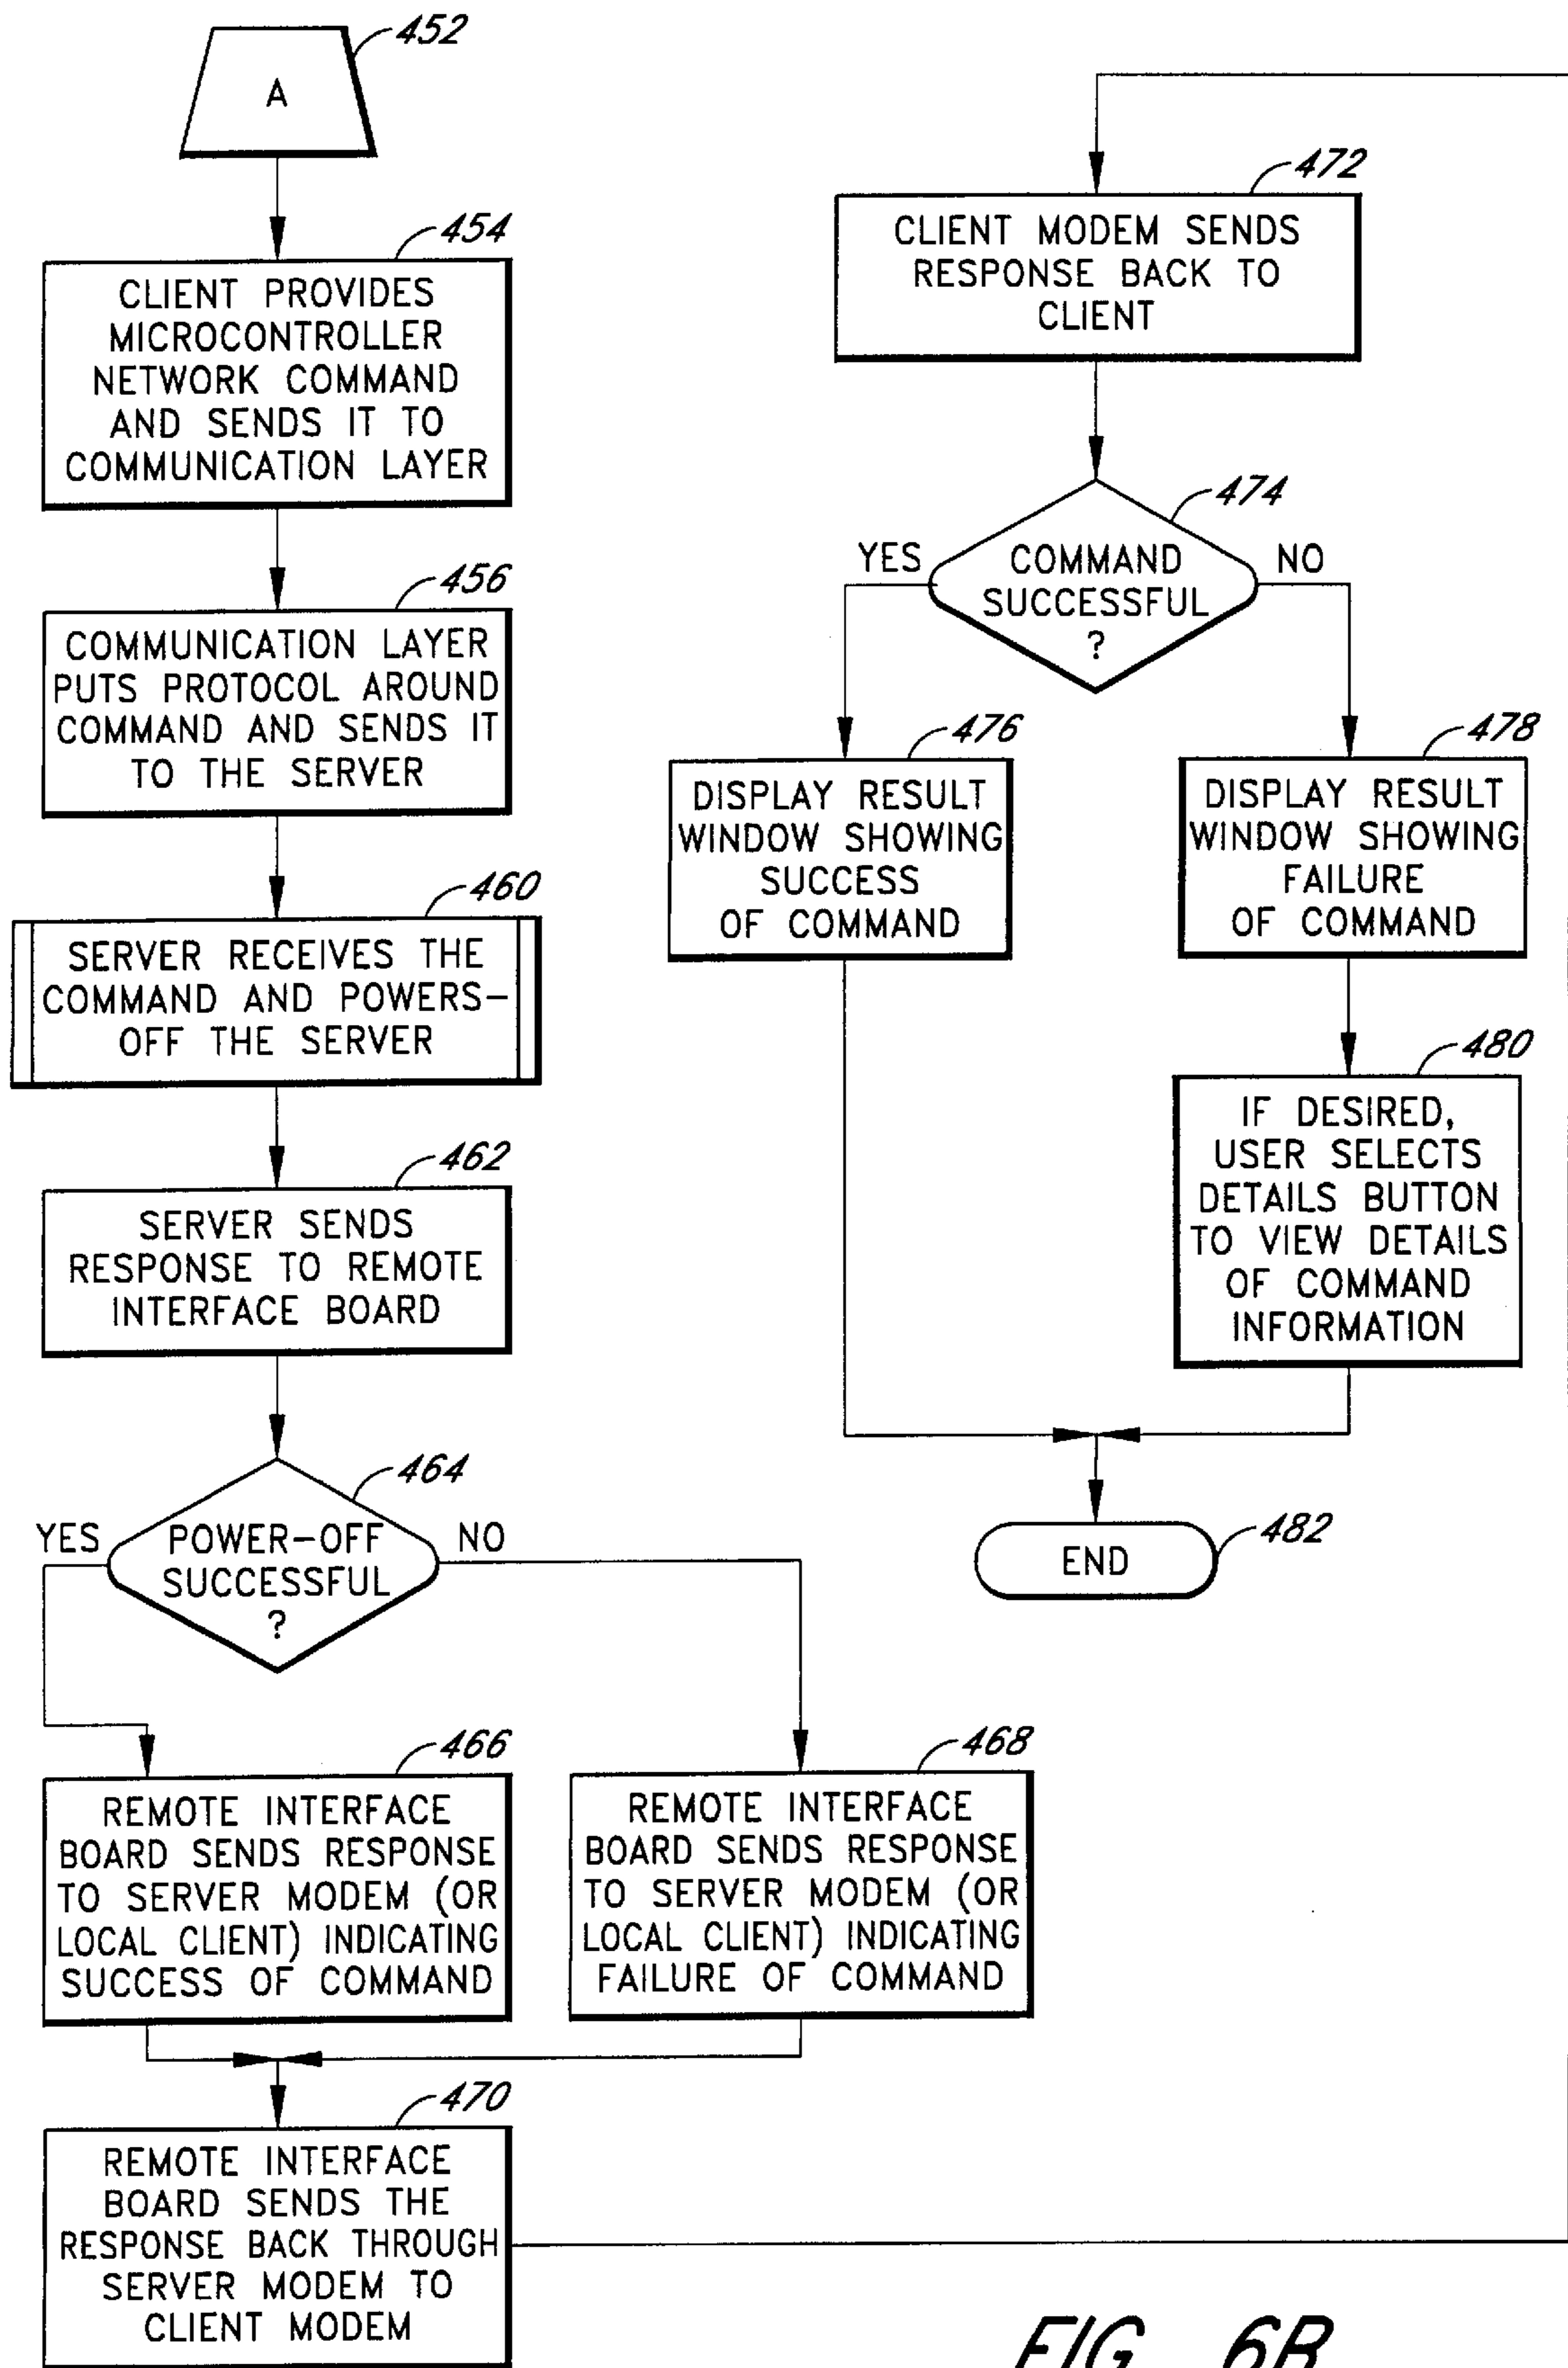 452
A
454
CLIENT PROVIDES
MICROCONTROLLER
NETWORK COMMAND
AND SENDS IT TO
COMMUNICATION LAYER
456
COMMUNICATION LAYER
PUTS PROTOCOL AROUND
COMMAND AND SENDS IT
TO THE SERVER
460
SERVER RECEIVES THE
COMMAND AND POWERS-
OFF THE SERVER
462
SERVER SENDS
RESPONSE TO REMOTE
INTERFACE BOARD
464
YES
POWER-OFF
SUCCESSFUL
?
NO
466
REMOTE INTERFACE
BOARD SENDS RESPONSE
TO SERVER MODEM (OR
LOCAL CLIENT) INDICATING
SUCCESS OF COMMAND
468
REMOTE INTERFACE
BOARD SENDS RESPONSE
TO SERVER MODEM (OR
LOCAL CLIENT) INDICATING
FAILURE OF COMMAND
470
REMOTE INTERFACE
BOARD SENDS THE
RESPONSE BACK THROUGH
SERVER MODEM TO
CLIENT MODEM
472
CLIENT MODEM SENDS
RESPONSE BACK TO
CLIENT
474
YES
COMMAND
SUCCESSFUL
?
NO
476
DISPLAY RESULT
WINDOW SHOWING
SUCCESS
OF COMMAND
478
DISPLAY RESULT
WINDOW SHOWING
FAILURE
OF COMMAND
480
IF DESIRED,
USER SELECTS
DETAILS BUTTON
TO VIEW DETAILS
OF COMMAND
INFORMATION
482
END
FIG. 6B